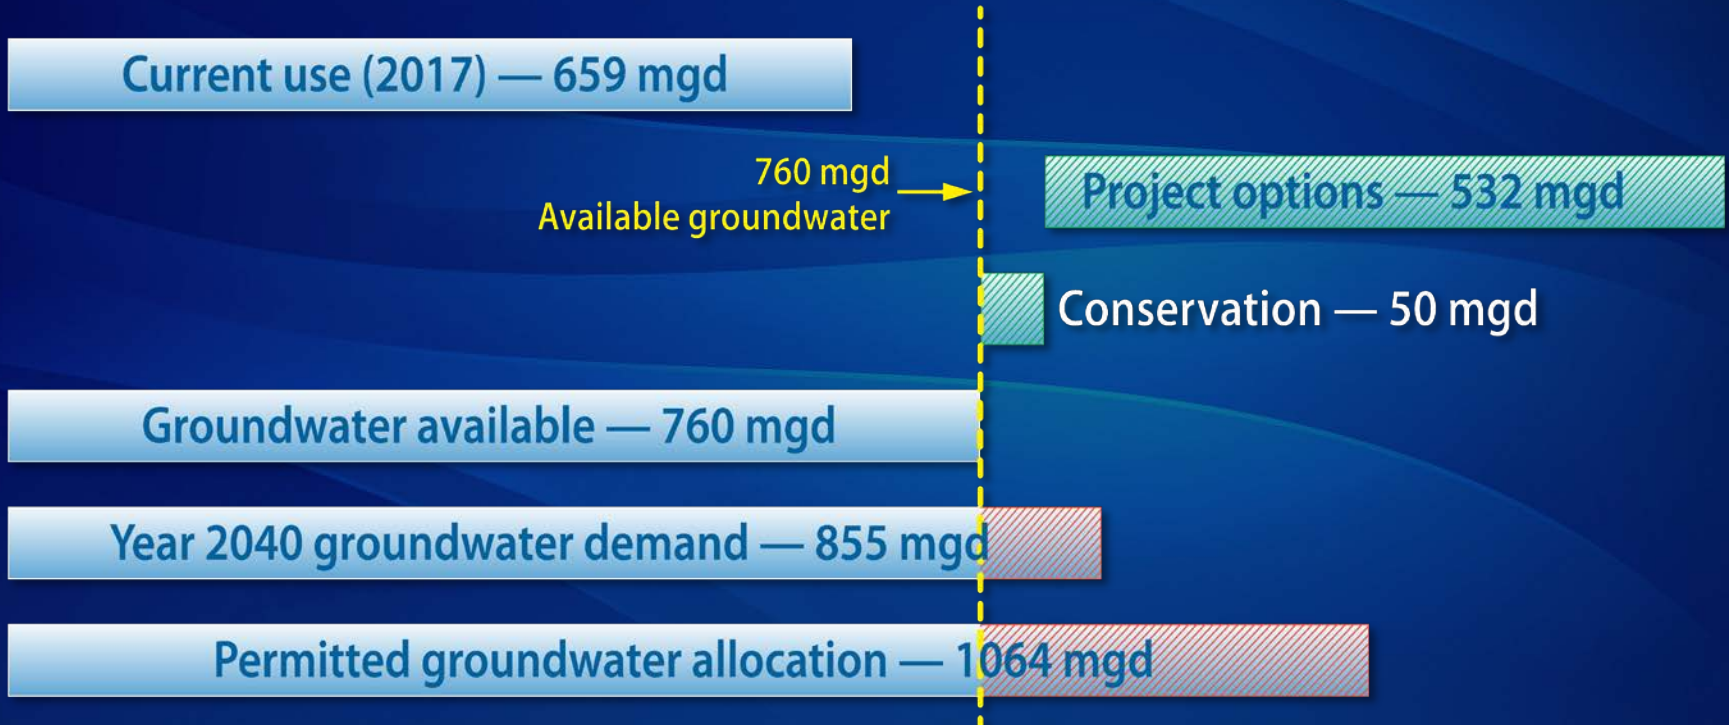 Current use (2017) — 659 mgd
760 mgd
Available groundwater
Project options — 532 mgd
Conservation — 50 mgd
Groundwater available — 760 mgd
Year 2040 groundwater demand — 855 mgd
Permitted groundwater allocation — 1064 mgd